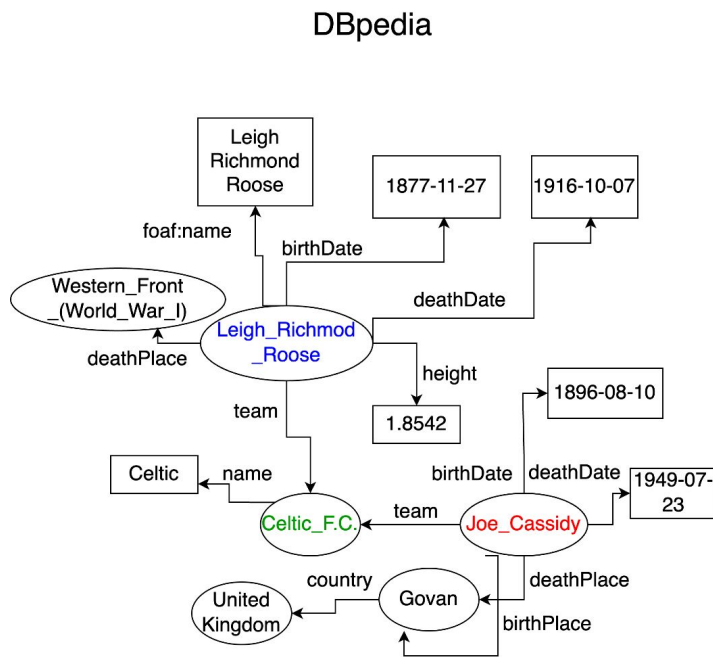 DBpedia
Leigh
Richmond
Roose
1877-11-27
1916-10-07
foaf:name
birthDate
Western_Front
_(World_War_I)
deathDate
Leigh_Richmod
_Roose
deathPlace
height
1.8542
team
1896-08-10
Celtic
name
birthDate
deathDate
1949-07-
23
Celtic_F.C.
team
Joe_Cassidy
country
deathPlace
United
Kingdom
Govan
birthPlace